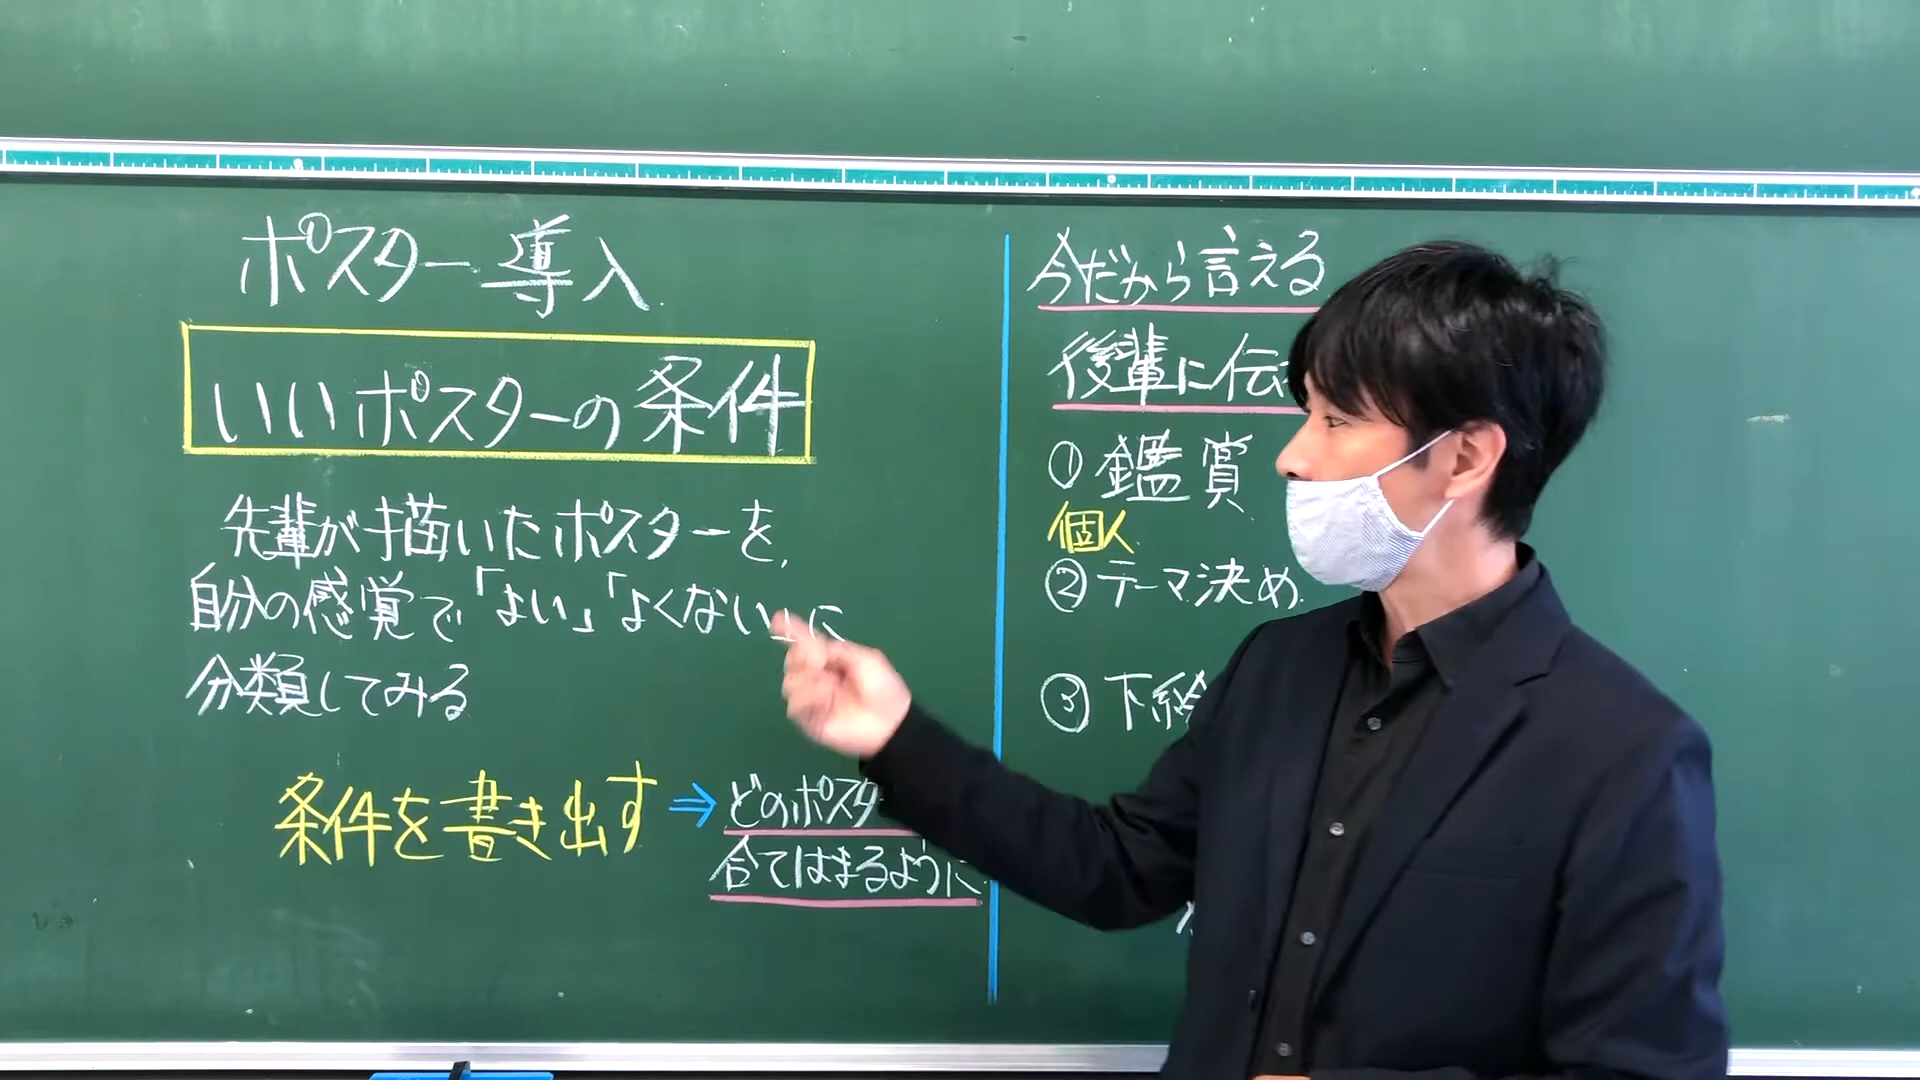 ポスター導入
いいポスターの条件
先輩が描いたポスターを、
自分の感覚で「よい」「よくない」に
分類してみる
条件を書き出す ⇒ どのポスタ
合てはまるように
今だから言える
後輩に伝
① 鑑賞
個人
② テーマ決め
③ 下絵